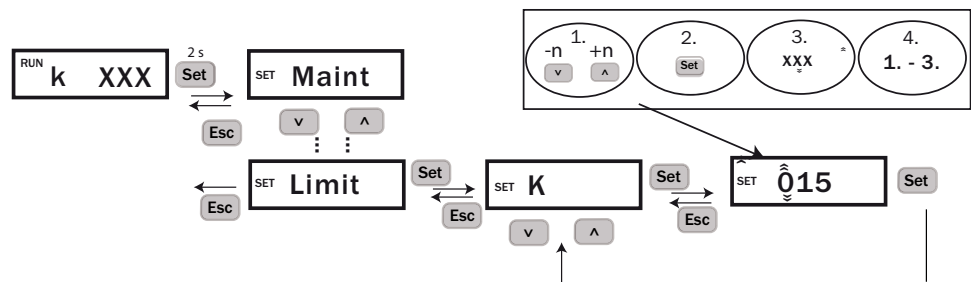 1.
-n +n
v ʌ
2.
Set
3.
xxx
4.
1. - 3.
RUN k XXX
2 s
Set
Esc
SET Maint
v ʌ
SET Limit
Esc
Set
Esc
SET K
v ʌ
Set
Esc
SET 015
Set